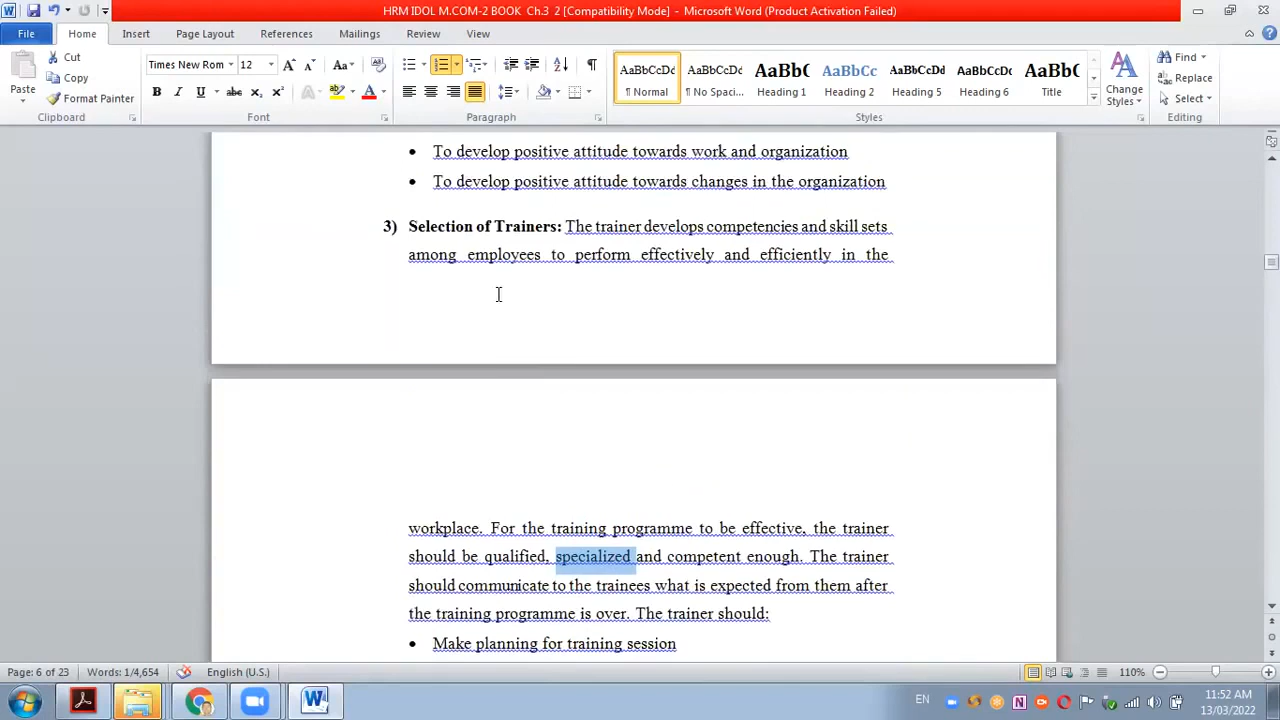 HRM IDOL M.COM-2 BOOK Ch.3 2 [Compatibility Mode] - Microsoft Word (Product Activation Failed)
File Home Insert Page Layout References Mailings Review View
Paste
Cut
Copy
Format Painter
Clipboard
Times New Rom 12
Font
Paragraph
AaBbCcDd AaBbCcDd AaBbC AaBbCc AaBbCcDd AaBbCcDd AaBbC
¶ Normal ¶ No Spaci... Heading 1 Heading 2 Heading 5 Heading 6 Title
Change
Styles
Styles
Find
Replace
Select
Editing
• To develop positive attitude towards work and organization
• To develop positive attitude towards changes in the organization
3) Selection of Trainers: The trainer develops competencies and skill sets
among employees to perform effectively and efficiently in the
workplace. For the training programme to be effective, the trainer
should be qualified, specialized and competent enough. The trainer
should communicate to the trainees what is expected from them after
the training programme is over. The trainer should:
• Make planning for training session
Page: 6 of 23 Words: 1/4,654 English (U.S.) 110%
EN
11:52 AM
13/03/2022